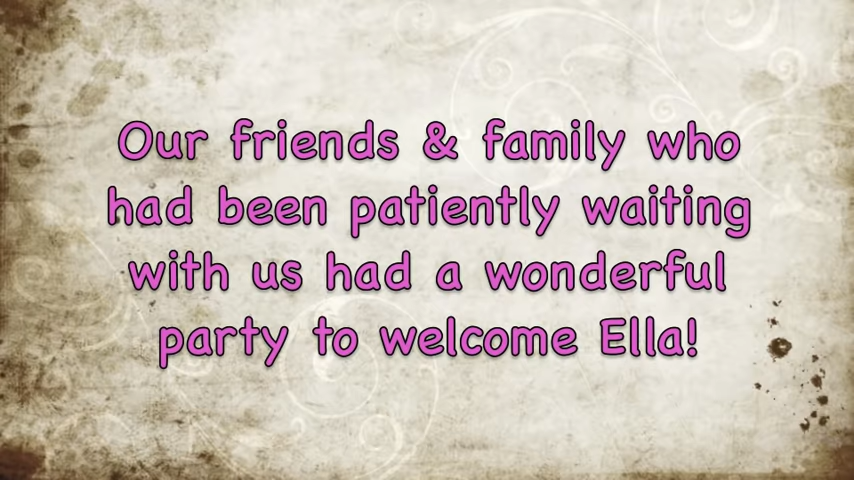 Our friends & family who
had been patiently waiting
with us had a wonderful
party to welcome Ella!